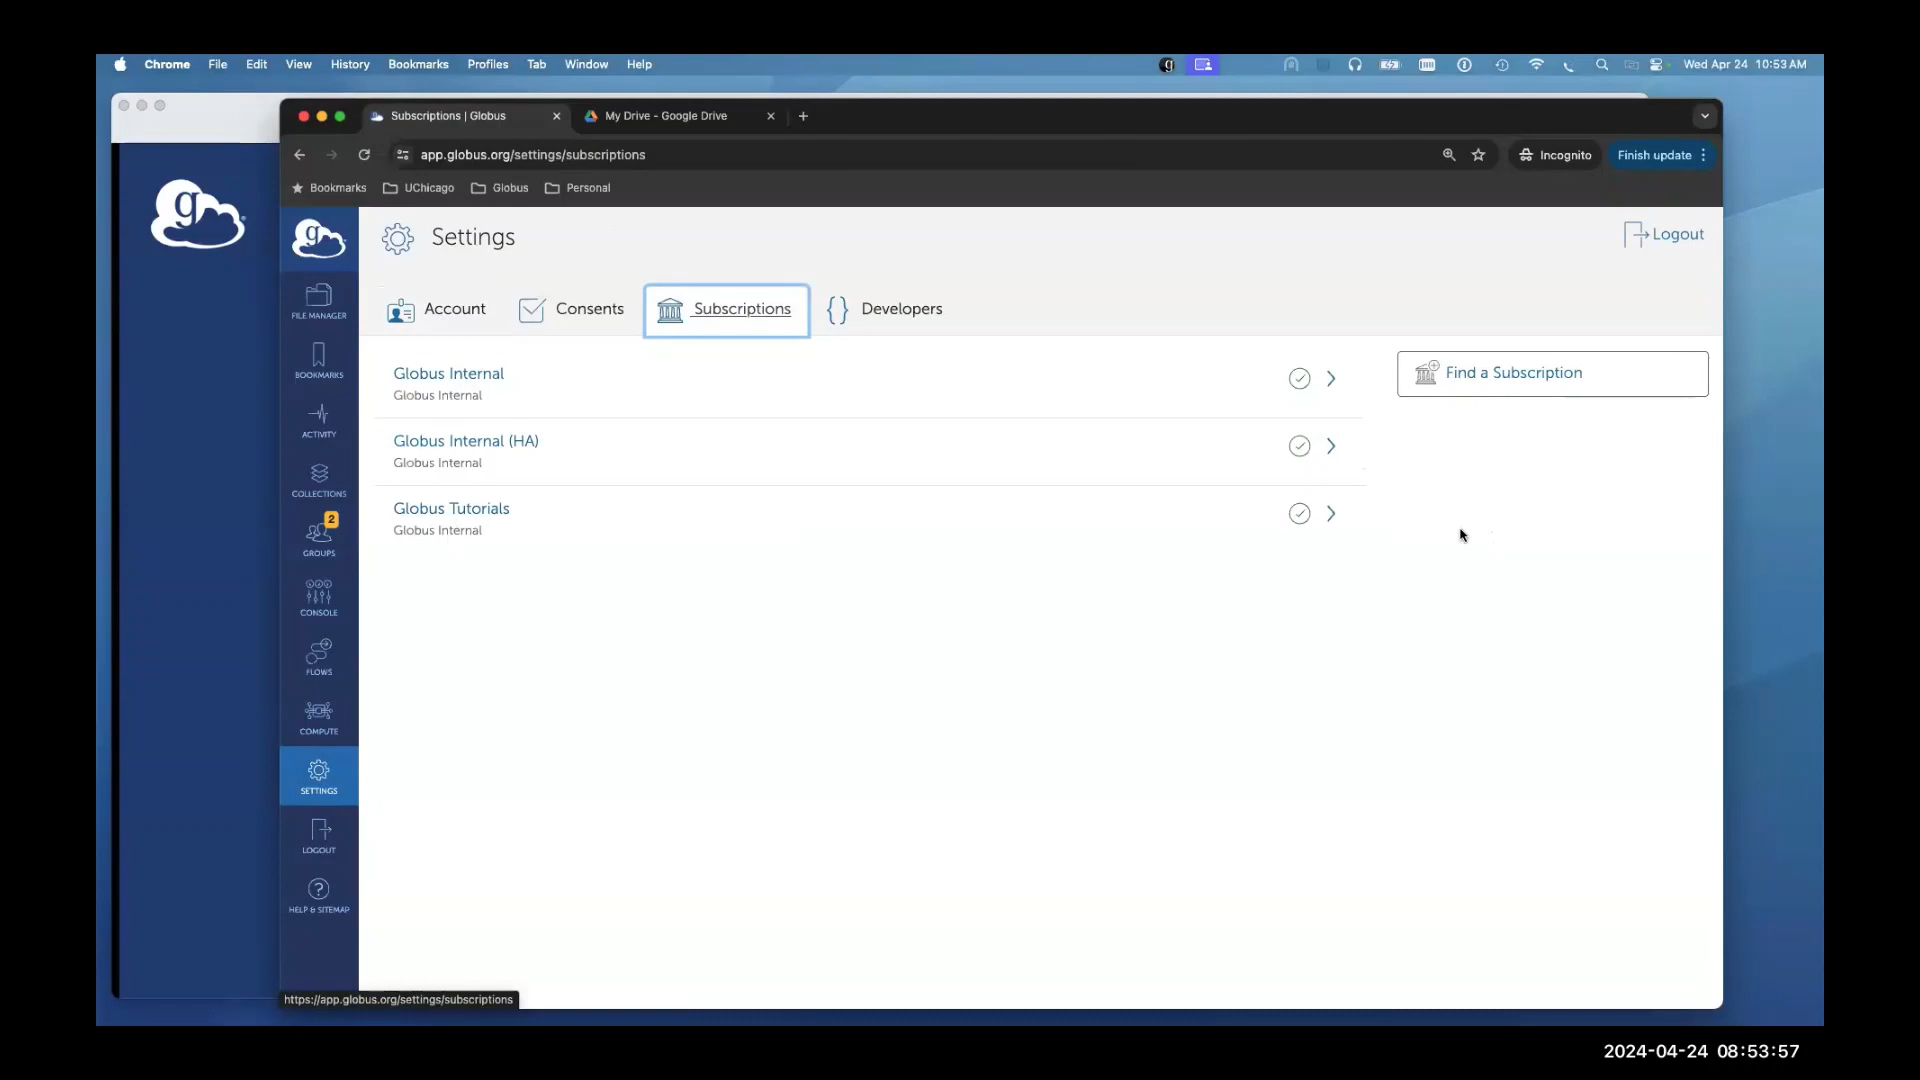 Chrome File Edit View History Bookmarks Profiles Tab Window Help
Wed Apr 24 10:53 AM
Subscriptions | Globus
My Drive - Google Drive
app.globus.org/settings/subscriptions
Incognito
Finish update
Bookmarks
UChicago
Globus
Personal
g
g
Settings
Logout
FILE MANAGER
BOOKMARKS
ACTIVITY
COLLECTIONS
2
GROUPS
CONSOLE
FLOWS
COMPUTE
SETTINGS
LOGOUT
HELP & SITEMAP
Account
Consents
Subscriptions
Developers
Globus Internal
Globus Internal
Globus Internal (HA)
Globus Internal
Globus Tutorials
Globus Internal
Find a Subscription
https://app.globus.org/settings/subscriptions
2024-04-24 08:53:57